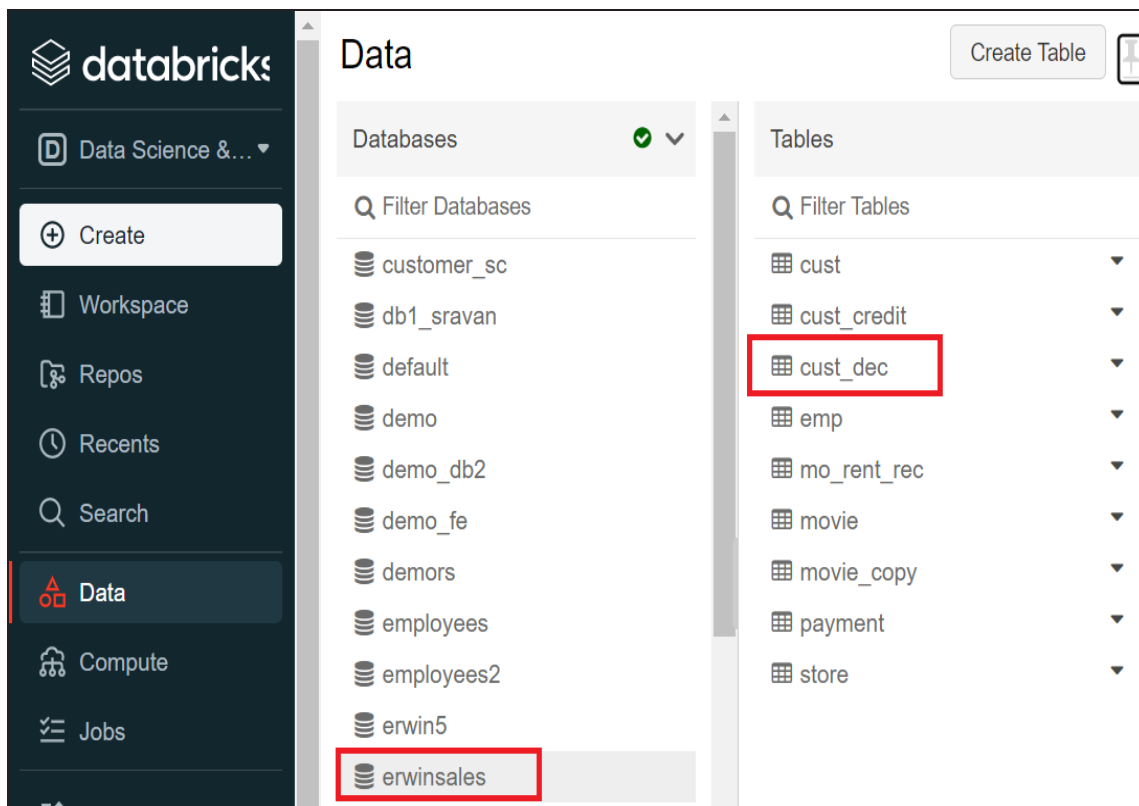 databricks
Data Science &...
Create
Workspace
Repos
Recents
Search
Data
Compute
Jobs
Data
Create Table
Databases
Filter Databases
customer_sc
db1_sravan
default
demo
demo_db2
demo_fe
demors
employees
employees2
erwin5
erwinsales
Tables
Filter Tables
cust
cust_credit
cust_dec
emp
mo_rent_rec
movie
movie_copy
payment
store